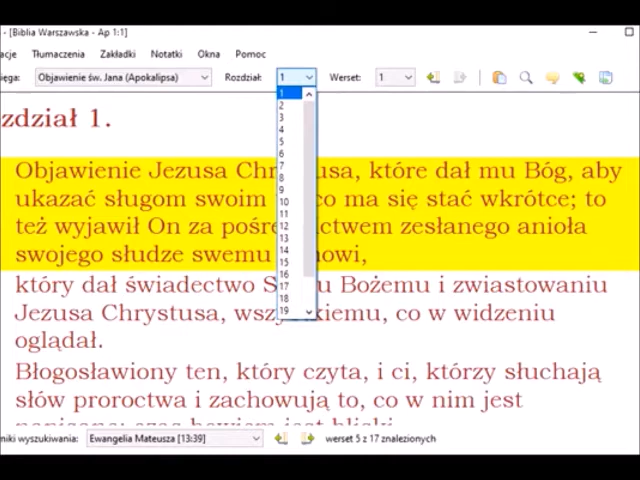 [Biblia Warszawska - Ap 1:1]
acje Tłumaczenia Zakładki Notatki Okna Pomoc
ięga: Objawienie św. Jana (Apokalipsa) Rozdział: 1 Werset: 1
zdział 1.
1
2
3
4
5
6
7
8
9
10
11
12
13
14
15
16
17
18
19
Objawienie Jezusa Chr usa, które dał mu Bóg, aby
ukazać sługom swoim co ma się stać wkrótce; to
też wyjawił On za pośre ictwem zesłanego anioła
swojego słudze swemu nowi,
który dał świadectwo S u Bożemu i zwiastowaniu
Jezusa Chrystusa, wsz kiemu, co w widzeniu
oglądał.
Błogosławiony ten, który czyta, i ci, którzy słuchają
słów proroctwa i zachowują to, co w nim jest
niki wyszukiwania: Ewangelia Mateusza [13:39] werset 5 z 17 znalezionych